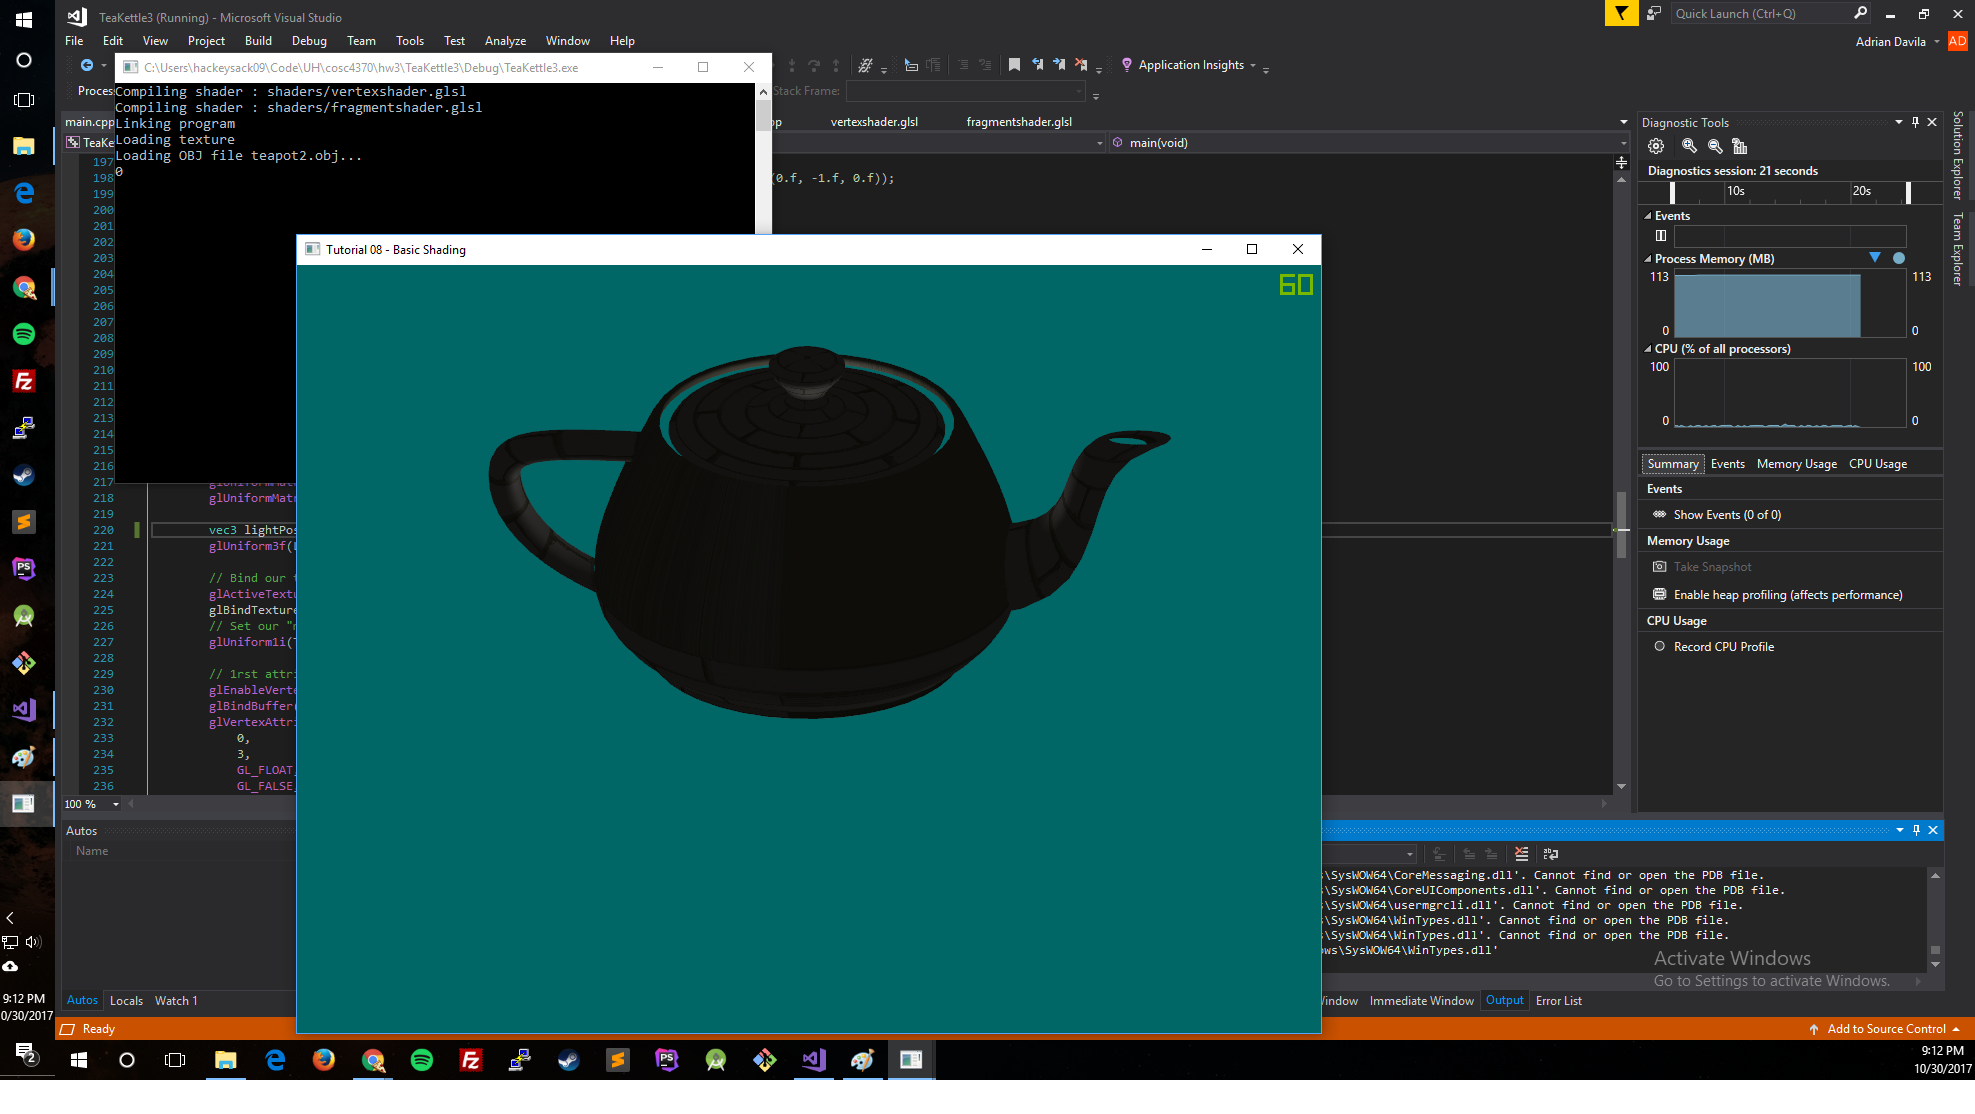 TeaKettle3 (Running) - Microsoft Visual Studio
Quick Launch (Ctrl+Q)
File Edit View Project Build Debug Team Tools Test Analyze Window Help
Adrian Davila AD
C:\Users\hackeysack09\Code\UH\cosc4370\hw3\TeaKettle3\Debug\TeaKettle3.exe
Application Insights
Proces
Stack Frame:
Compiling shader : shaders/vertexshader.glsl
Compiling shader : shaders/fragmentshader.glsl
Linking program
Loading texture
Loading OBJ file teapot2.obj...
0
main.cpp
pp
vertexshader.glsl
fragmentshader.glsl
TeaKe
main(void)
197
198 (0.f, -1.f, 0.f));
199
200
201
202
203
204
205
206
207
208
209
210
211
212
213
214
215
216
217 glUniformMat
218 glUniformMatr
219
220 vec3 lightPos
221 glUniform3f(
222
223 // Bind our
224 glActiveTextu
225 glBindTexture
226 // Set our "
227 glUniform1i(
228
229 // 1rst attri
230 glEnableVerte
231 glBindBuffer(
232 glVertexAttri
233 0,
234 3,
235 GL_FLOAT,
236 GL_FALSE,
100 %
Tutorial 08 - Basic Shading
60
Diagnostic Tools
Diagnostics session: 21 seconds
10s 20s
Events
Process Memory (MB)
113 113
0 0
CPU (% of all processors)
100 100
0 0
Summary Events Memory Usage CPU Usage
Events
Show Events (0 of 0)
Memory Usage
Take Snapshot
Enable heap profiling (affects performance)
CPU Usage
Record CPU Profile
Solution Explorer
Team Explorer
Autos
Name
Autos Locals Watch 1
s\SysWOW64\CoreMessaging.dll'. Cannot find or open the PDB file.
s\SysWOW64\CoreUIComponents.dll'. Cannot find or open the PDB file.
s\SysWOW64\usermgrcli.dll'. Cannot find or open the PDB file.
s\SysWOW64\WinTypes.dll'. Cannot find or open the PDB file.
s\SysWOW64\WinTypes.dll'. Cannot find or open the PDB file.
ows\SysWOW64\WinTypes.dll'
Activate Windows
Go to Settings to activate Windows.
Window Immediate Window Output Error List
Ready
Add to Source Control
9:12 PM
0/30/2017
2
9:12 PM
10/30/2017